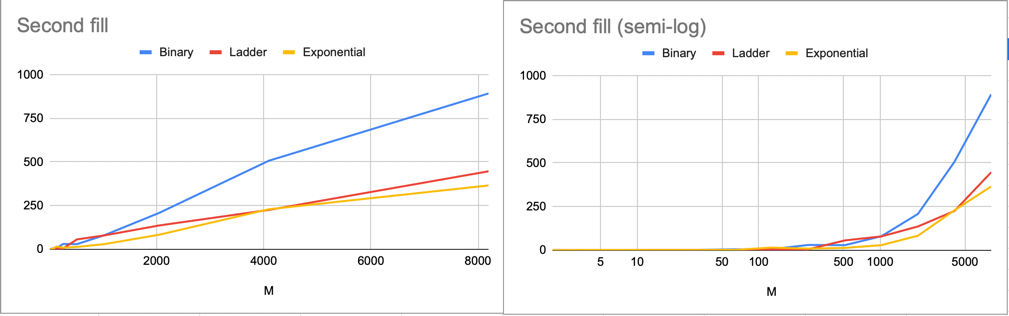 Second fill
Binary Ladder Exponential
1000
750
500
250
0
2000 4000 6000 8000
M
Second fill (semi-log)
Binary Ladder Exponential
1000
750
500
250
0
5 10 50 100 500 1000 5000
M